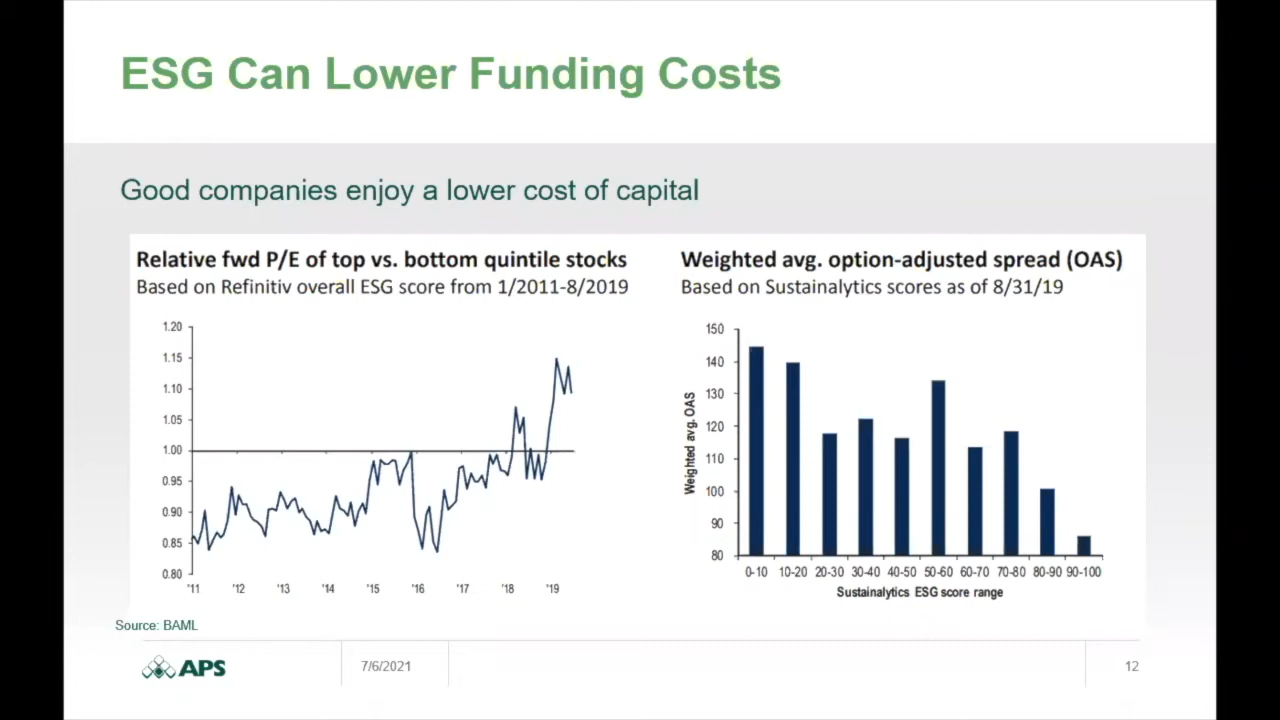 ESG Can Lower Funding Costs
Good companies enjoy a lower cost of capital
Relative fwd P/E of top vs. bottom quintile stocks
Based on Refinitiv overall ESG score from 1/2011-8/2019
1.20
1.15
1.10
1.05
1.00
0.95
0.90
0.85
0.80
'11 '12 '13 '14 '15 '16 '17 '18 '19
Weighted avg. option-adjusted spread (OAS)
Based on Sustainalytics scores as of 8/31/19
Weighted avg. OAS
150
140
130
120
110
100
90
80
0-10 10-20 20-30 30-40 40-50 50-60 60-70 70-80 80-90 90-100
Sustainalytics ESG score range
Source: BAML
APS
7/6/2021
12